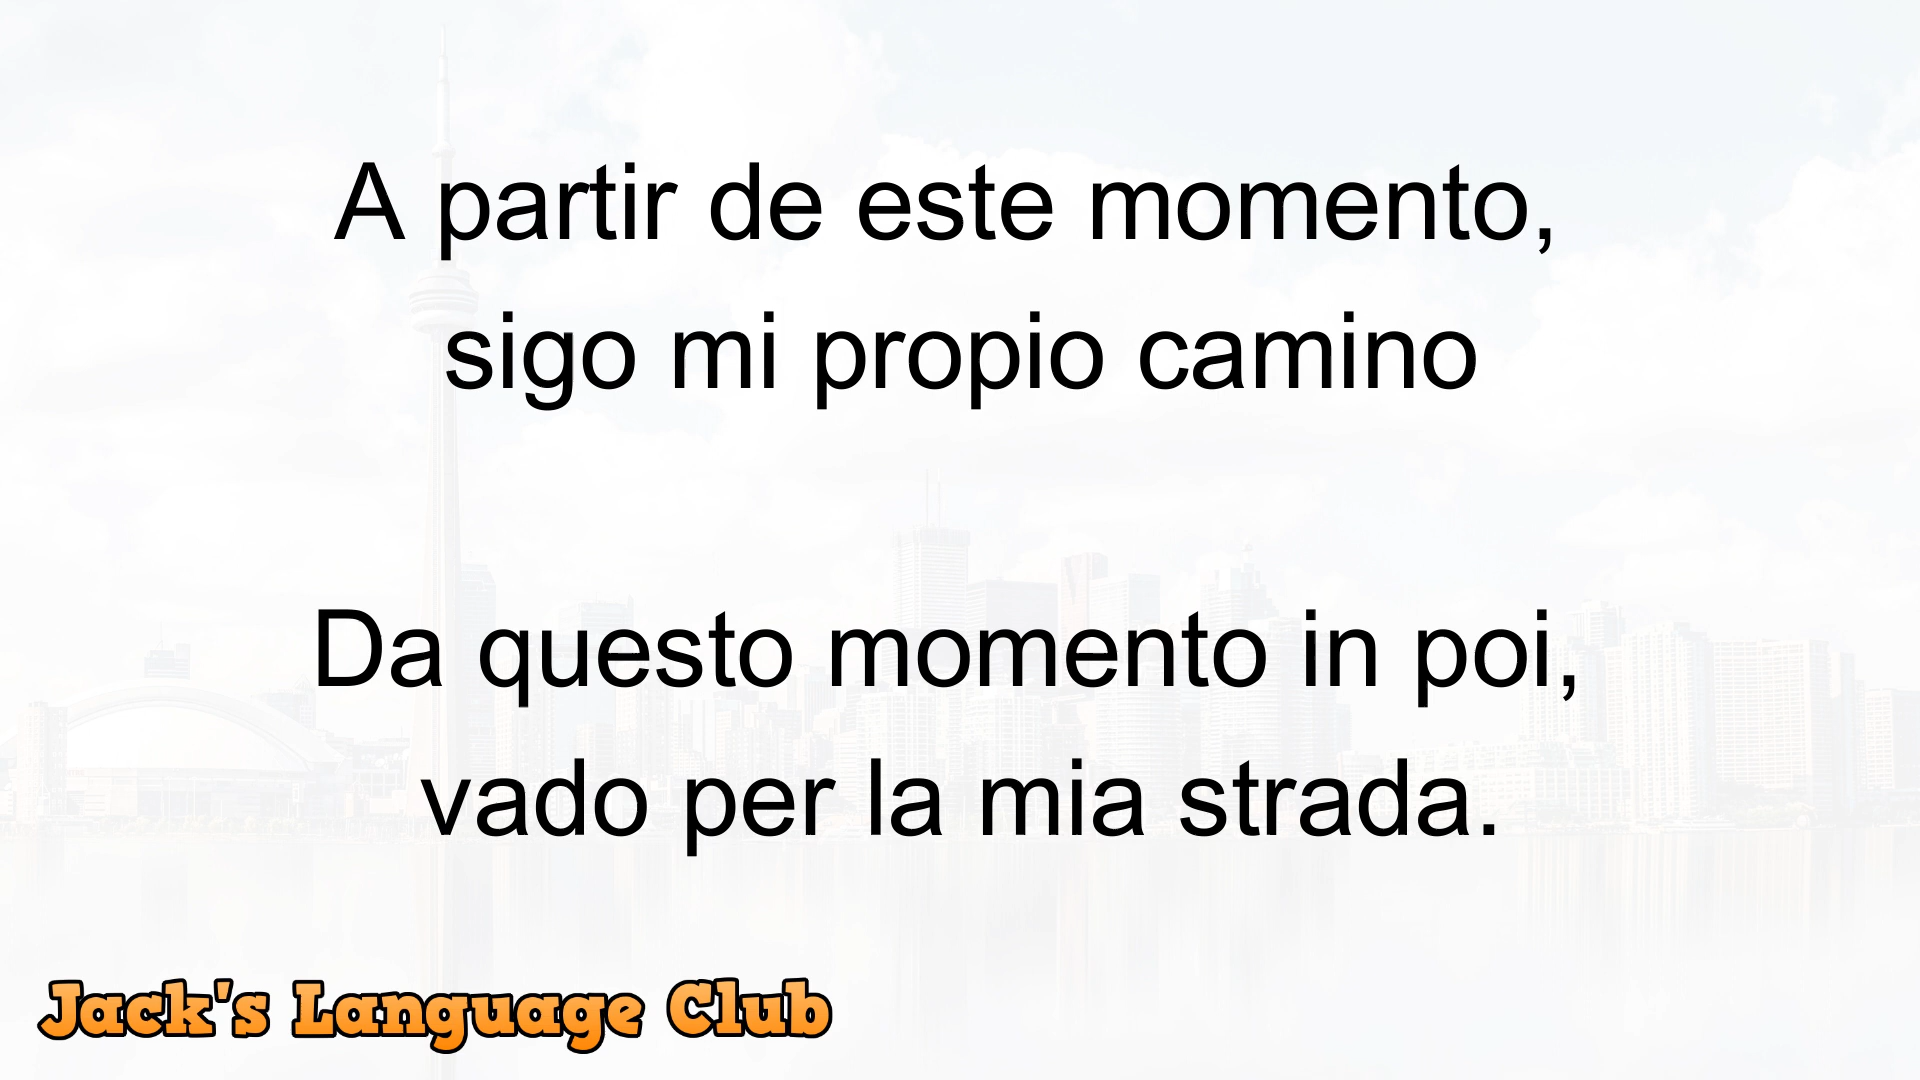 A partir de este momento,
sigo mi propio camino
Da questo momento in poi,
vado per la mia strada.
Jack's Language Club